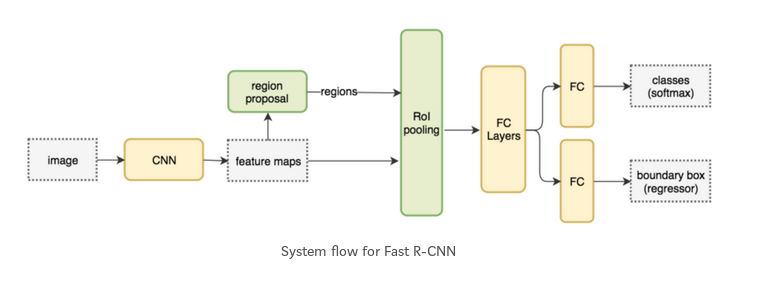 region
proposal
regions
RoI
pooling
image
CNN
feature maps
FC
Layers
FC
classes
(softmax)
FC
boundary box
(regressor)
System flow for Fast R-CNN